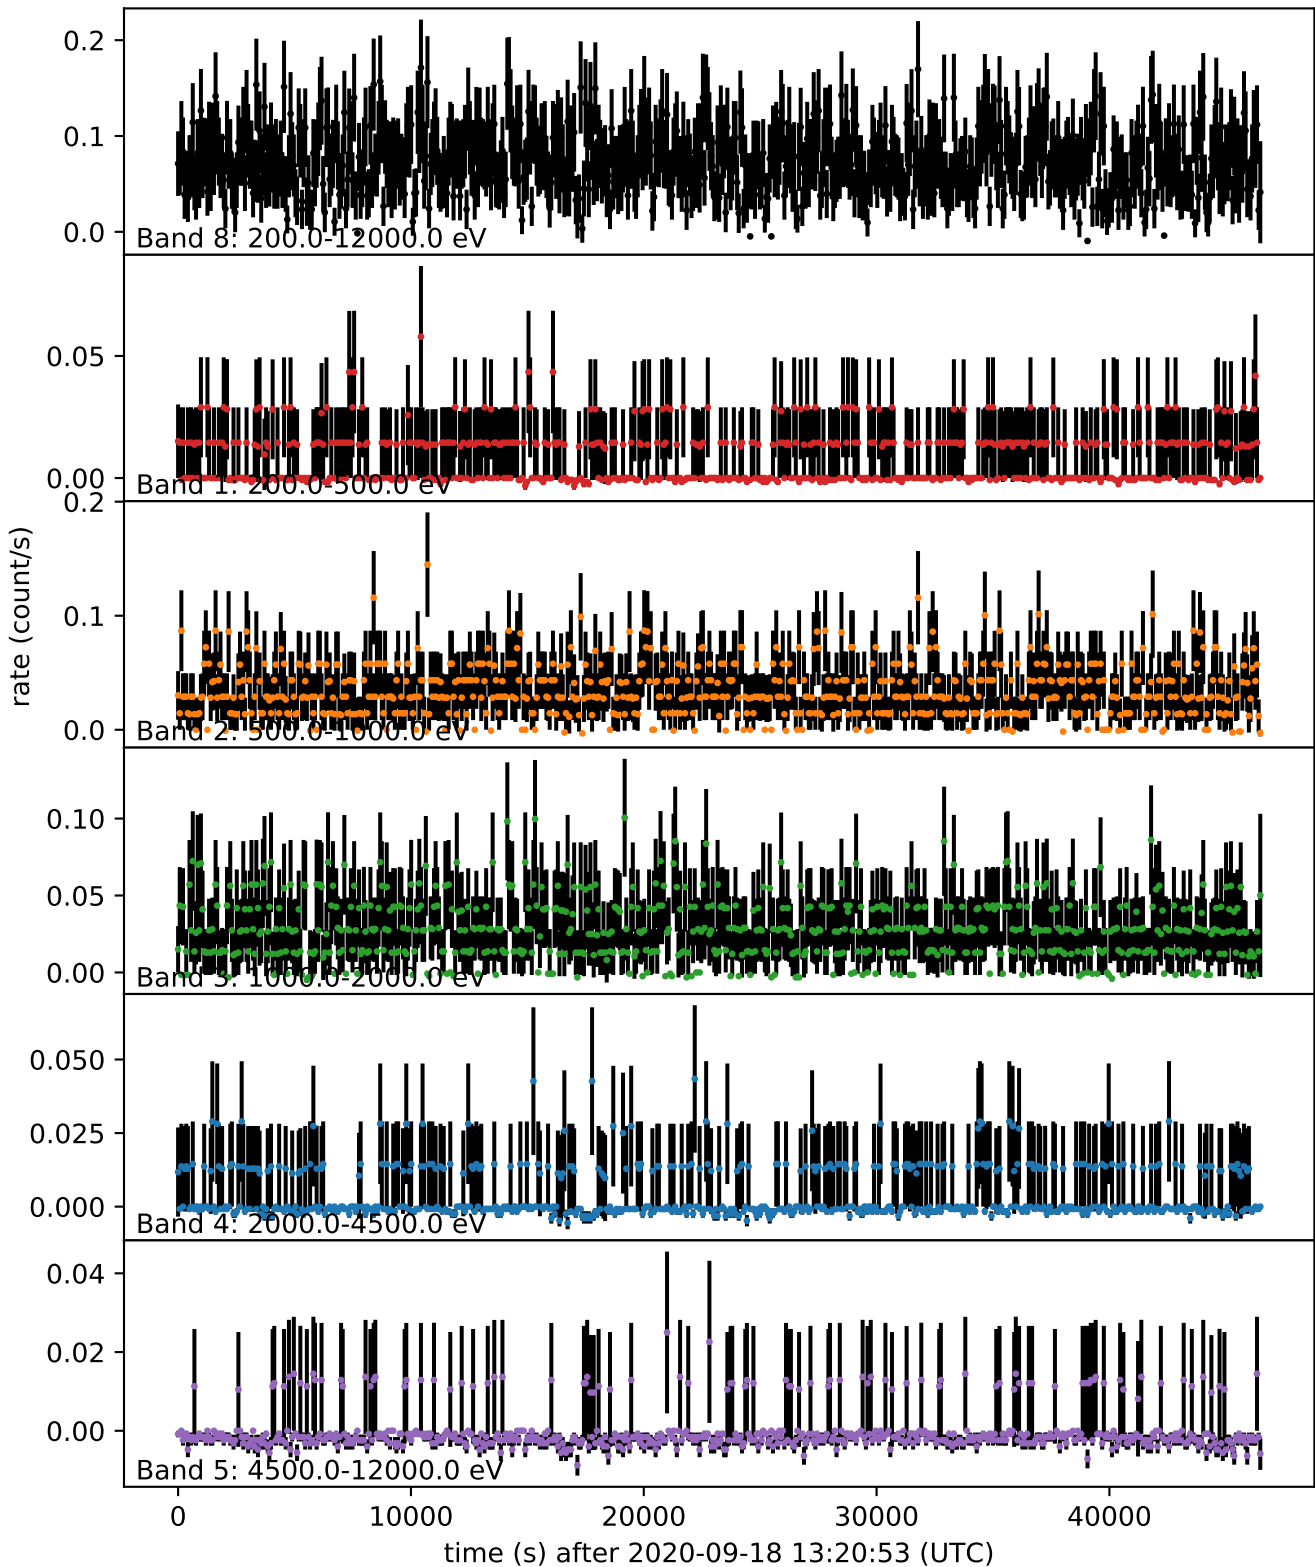 0.2
0.1
0.0
Band 8: 200.0-12000.0 eV
0.05
0.00
Band 1: 200.0-500.0 eV
0.2
0.1
0.0
Band 2: 500.0-1000.0 eV
rate (count/s)
0.10
0.05
0.00
Band 3: 1000.0-2000.0 eV
0.050
0.025
0.000
Band 4: 2000.0-4500.0 eV
0.04
0.02
0.00
Band 5: 4500.0-12000.0 eV
0 10000 20000 30000 40000
time (s) after 2020-09-18 13:20:53 (UTC)